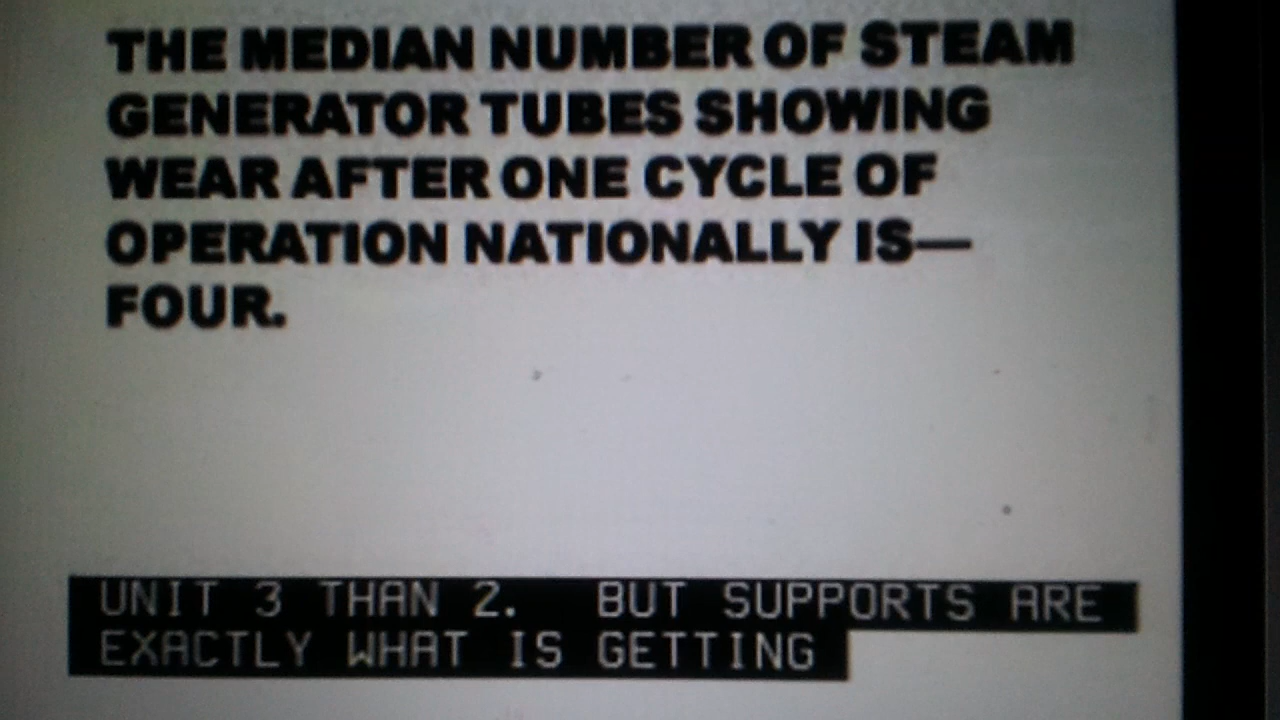 THE MEDIAN NUMBER OF STEAM
GENERATOR TUBES SHOWING
WEAR AFTER ONE CYCLE OF
OPERATION NATIONALLY IS—
FOUR.
UNIT 3 THAN 2. BUT SUPPORTS ARE
EXACTLY WHAT IS GETTING